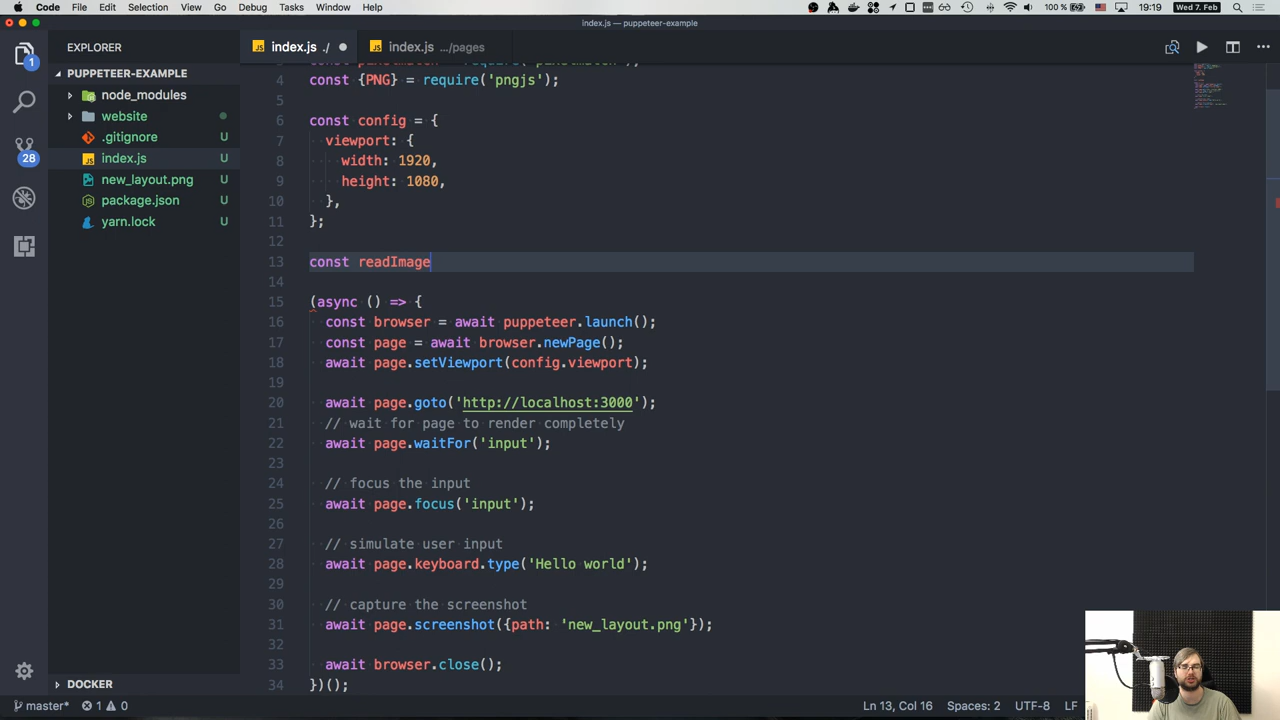 Code File Edit Selection View Go Debug Tasks Window Help 100 % 19:19 Wed 7. Feb
index.js — puppeteer-example
EXPLORER
index.js ./
index.js .../pages
PUPPETEER-EXAMPLE
node_modules
website
.gitignore U
index.js U
new_layout.png U
package.json U
yarn.lock U
1
28
DOCKER
4 const {PNG} = require('pngjs');
5
6 const config = {
7 viewport: {
8 width: 1920,
9 height: 1080,
10 },
11 };
12
13 const readImage
14
15 (async () => {
16 const browser = await puppeteer.launch();
17 const page = await browser.newPage();
18 await page.setViewport(config.viewport);
19
20 await page.goto('http://localhost:3000');
21 // wait for page to render completely
22 await page.waitFor('input');
23
24 // focus the input
25 await page.focus('input');
26
27 // simulate user input
28 await page.keyboard.type('Hello world');
29
30 // capture the screenshot
31 await page.screenshot({path: 'new_layout.png'});
32
33 await browser.close();
34 })();
master* 1 0 Ln 13, Col 16 Spaces: 2 UTF-8 LF